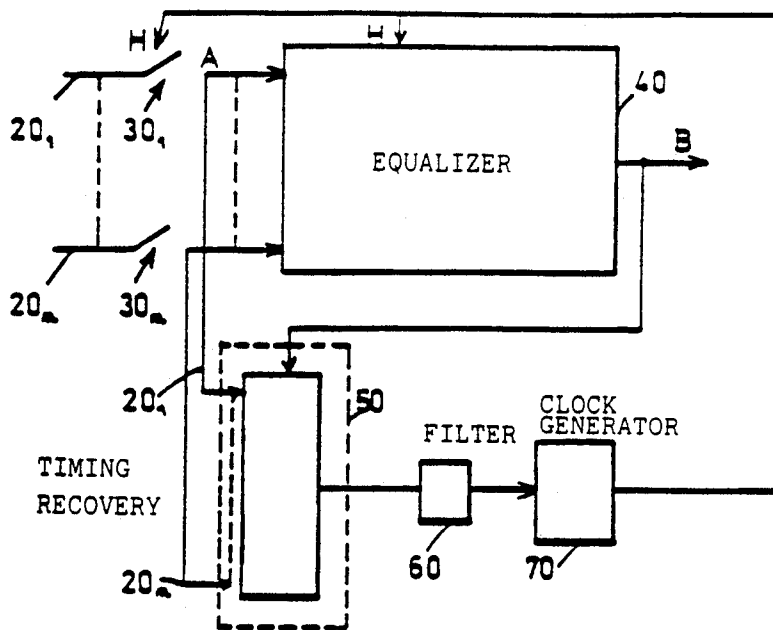 H
H
A
40
20₁
30₁
B
EQUALIZER
20ₘ
30ₘ
20₁
50
CLOCK
GENERATOR
FILTER
TIMING
RECOVERY
60
70
20ₘ